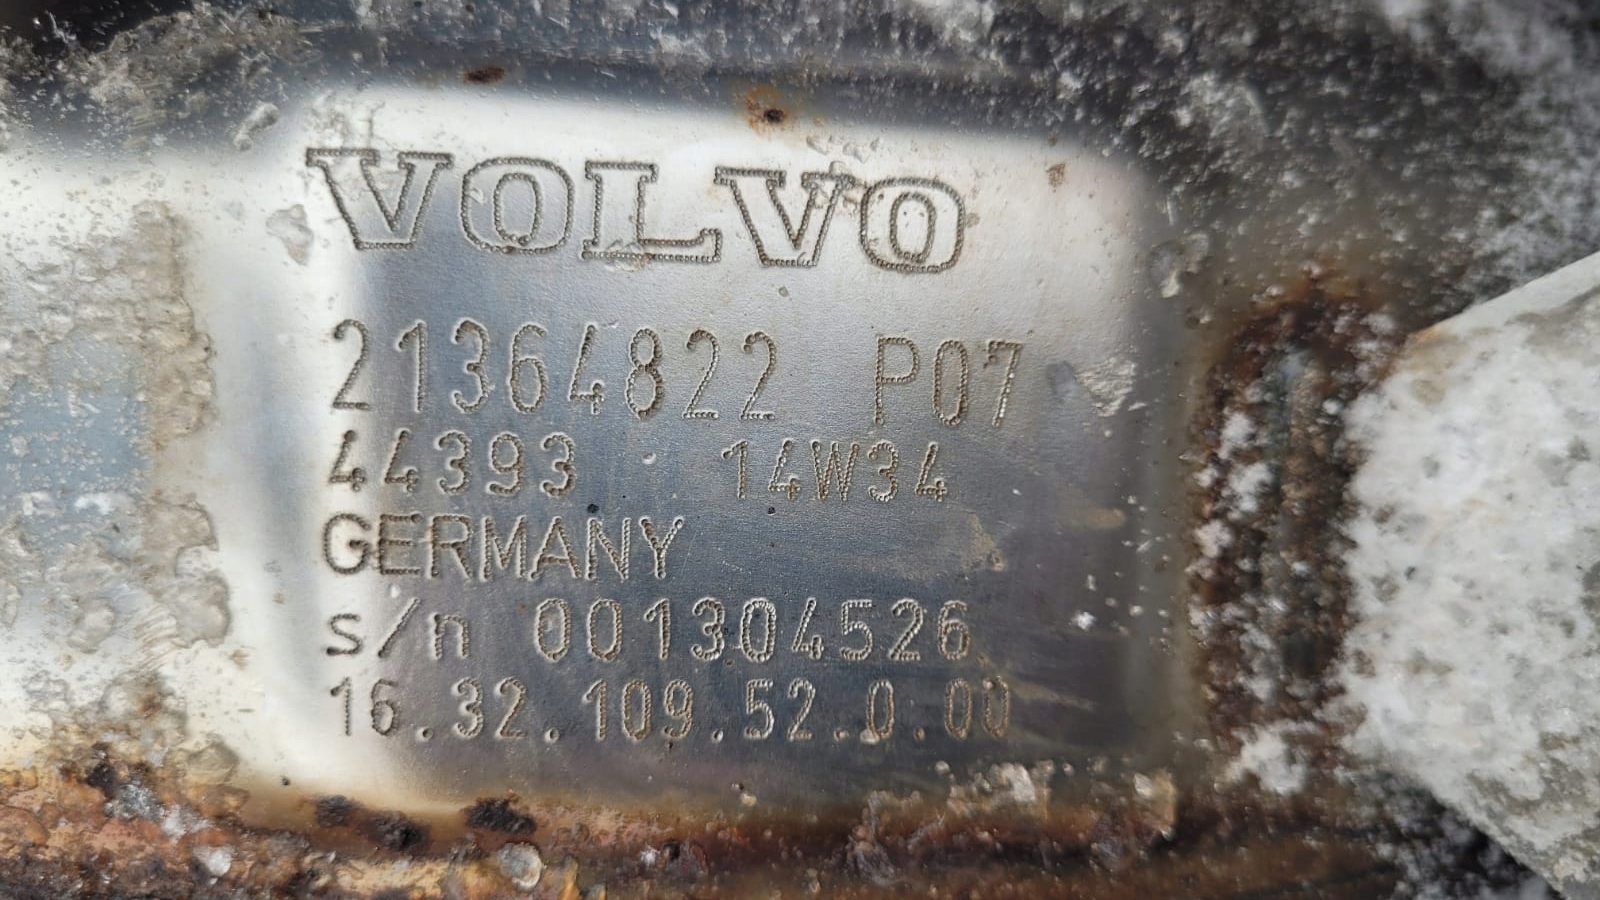 VOLVO
21364822 P07
44393 14W34
GERMANY
s/n 001304526
16.32.109.52.0.00